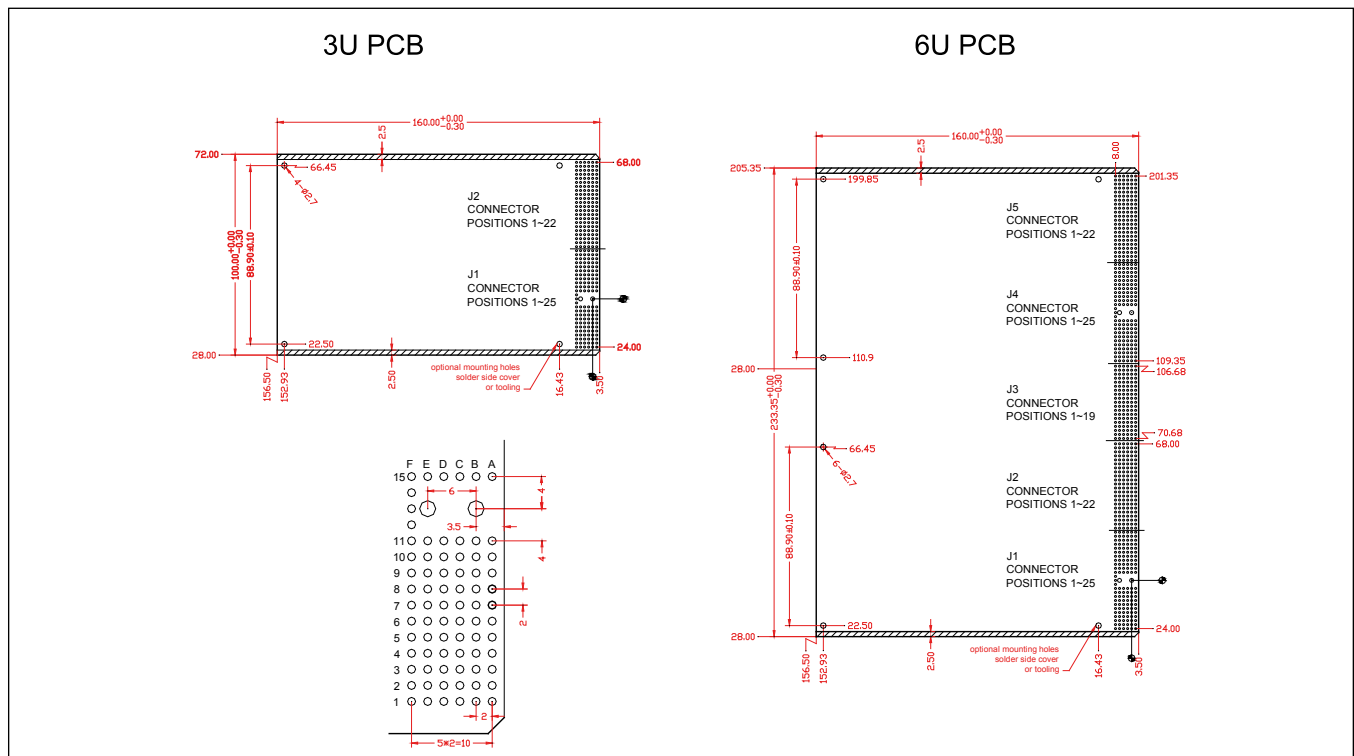 3U PCB
6U PCB
160.00+0.00
-0.30
2.5
72.00
66.45
68.00
4-Ø2.7
J2
CONNECTOR
POSITIONS 1~22
100.00+0.00
-0.30
88.90±0.10
J1
CONNECTOR
POSITIONS 1~25
22.50
24.00
28.00
2.50
optional mounting holes
solder side cover
or tooling
156.50
152.93
16.43
3.50
160.00+0.00
-0.30
2.5
8.00
205.35
199.85
201.35
J5
CONNECTOR
POSITIONS 1~22
88.90±0.10
J4
CONNECTOR
POSITIONS 1~25
110.9
109.35
28.00
106.68
233.35+0.00
-0.30
J3
CONNECTOR
POSITIONS 1~19
70.68
66.45
68.00
6-Ø2.7
J2
CONNECTOR
POSITIONS 1~22
88.90±0.10
J1
CONNECTOR
POSITIONS 1~25
22.50
24.00
28.00
2.50
optional mounting holes
solder side cover
or tooling
156.50
152.93
16.43
3.50
F E D C B A
15
6
4
3.5
11
10
4
9
8
7
2
6
5
4
3
2
1
2
5*2=10